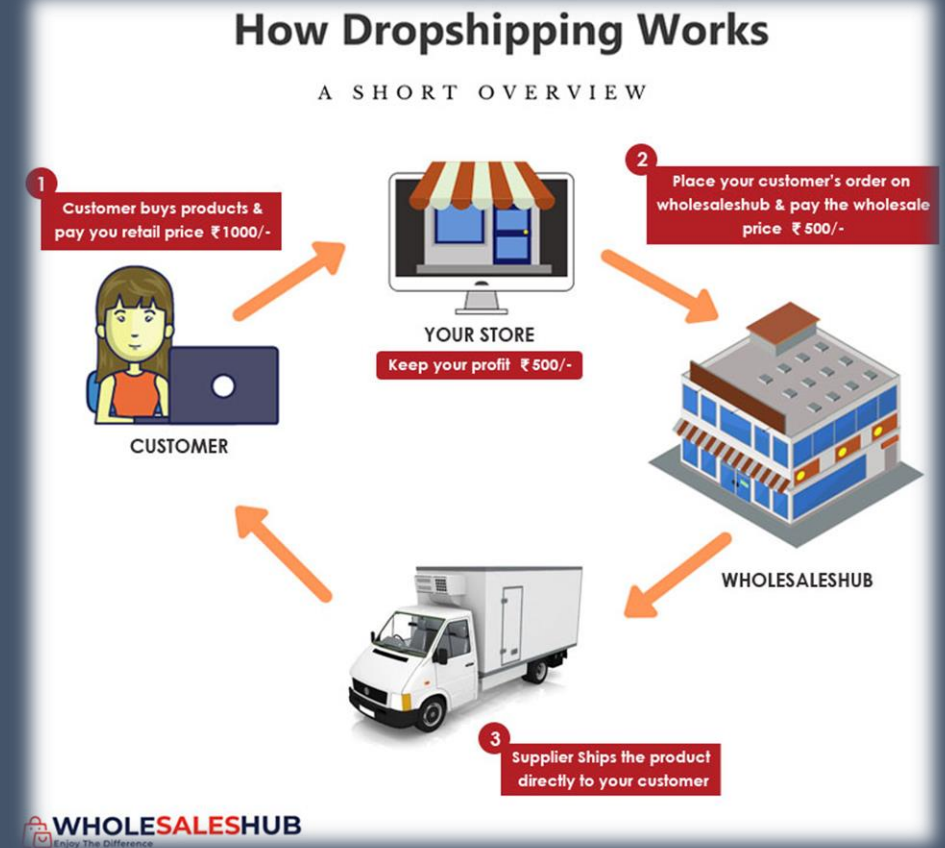 How Dropshipping Works
A SHORT OVERVIEW
1
Customer buys products &
pay you retail price ₹1000/-
2
Place your customer's order on
wholesaleshub & pay the wholesale
price ₹500/-
YOUR STORE
Keep your profit ₹500/-
CUSTOMER
WHOLESALESHUB
3
Supplier Ships the product
directly to your customer
WHOLESALESHUB
Enjoy The Difference